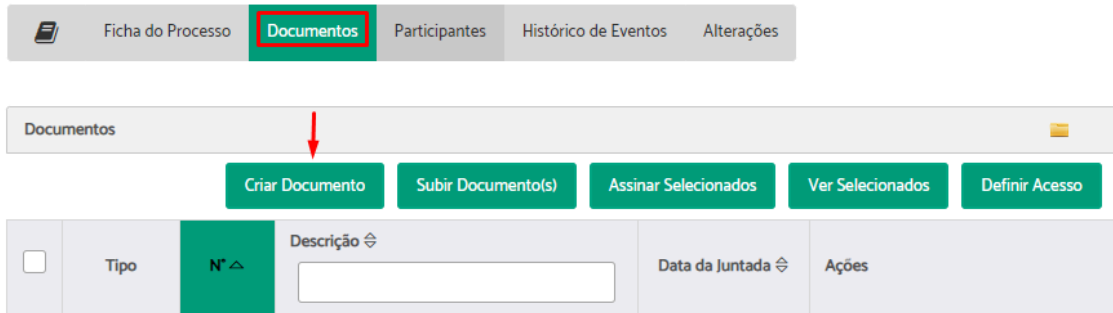 Ficha do Processo Documentos Participantes Histórico de Eventos Alterações
Documentos
Criar Documento Subir Documento(s) Assinar Selecionados Ver Selecionados Definir Acesso
Tipo N° Descrição Data da Juntada Ações